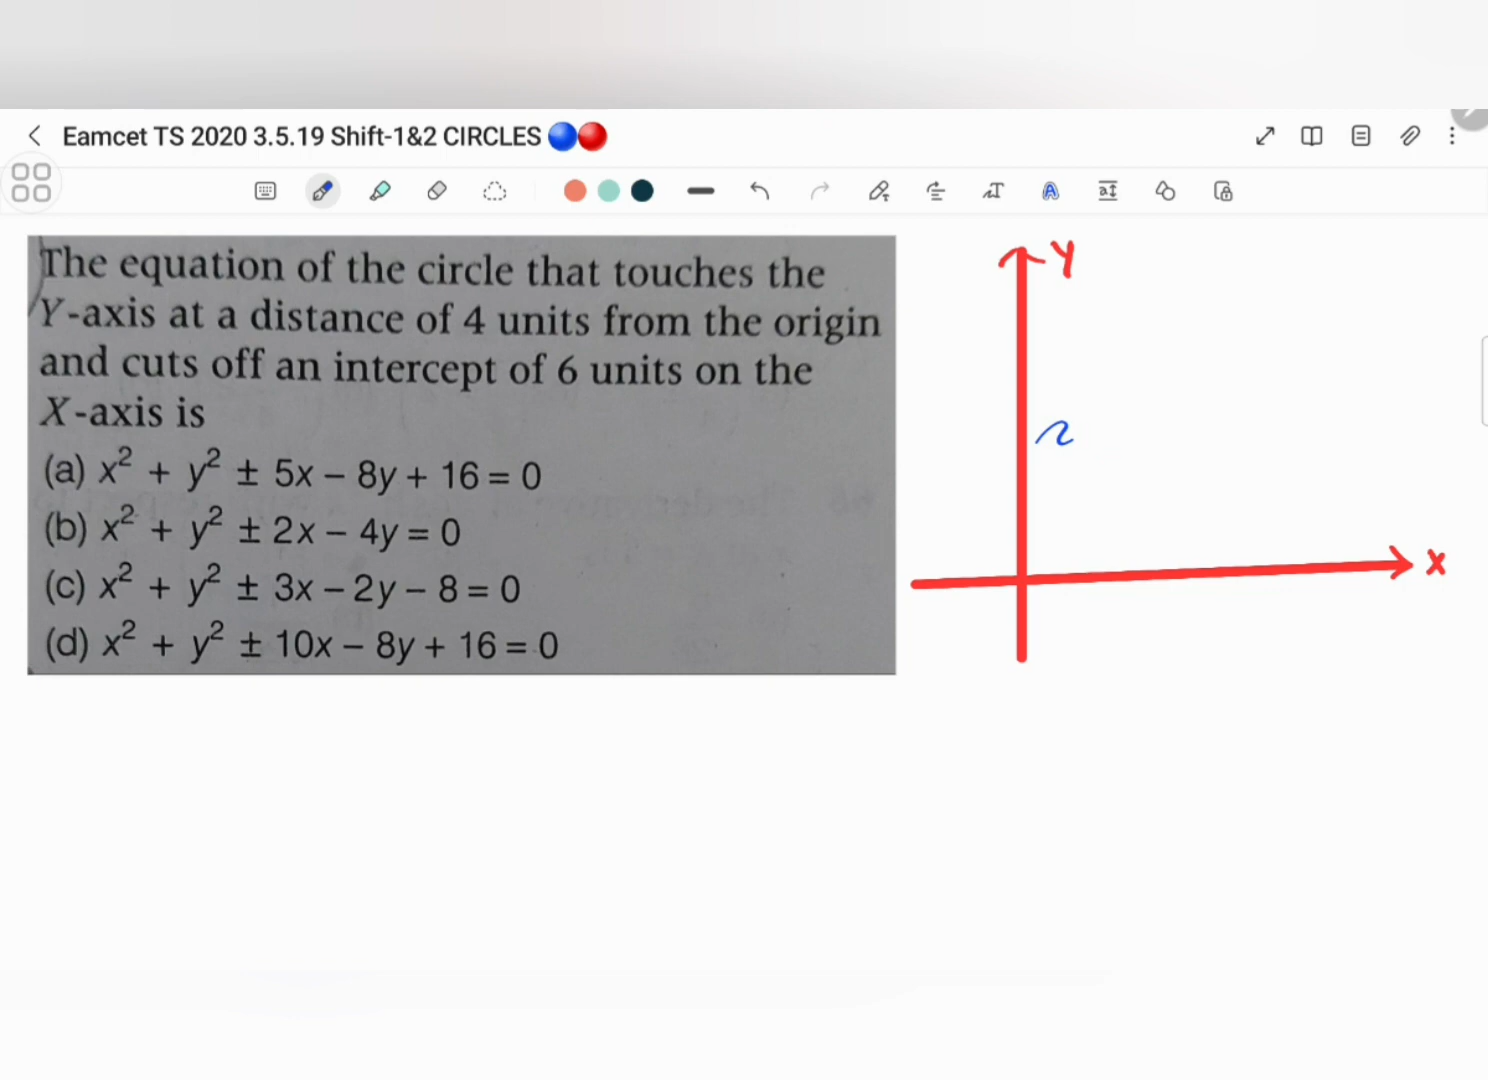 Eamcet TS 2020 3.5.19 Shift-1&2 CIRCLES
The equation of the circle that touches the
Y-axis at a distance of 4 units from the origin
and cuts off an intercept of 6 units on the
X-axis is
(a) x² + y² ± 5x – 8y + 16 = 0
(b) x² + y² ± 2x – 4y = 0
(c) x² + y² ± 3x – 2y – 8 = 0
(d) x² + y² ± 10x – 8y + 16 = 0
Y
x